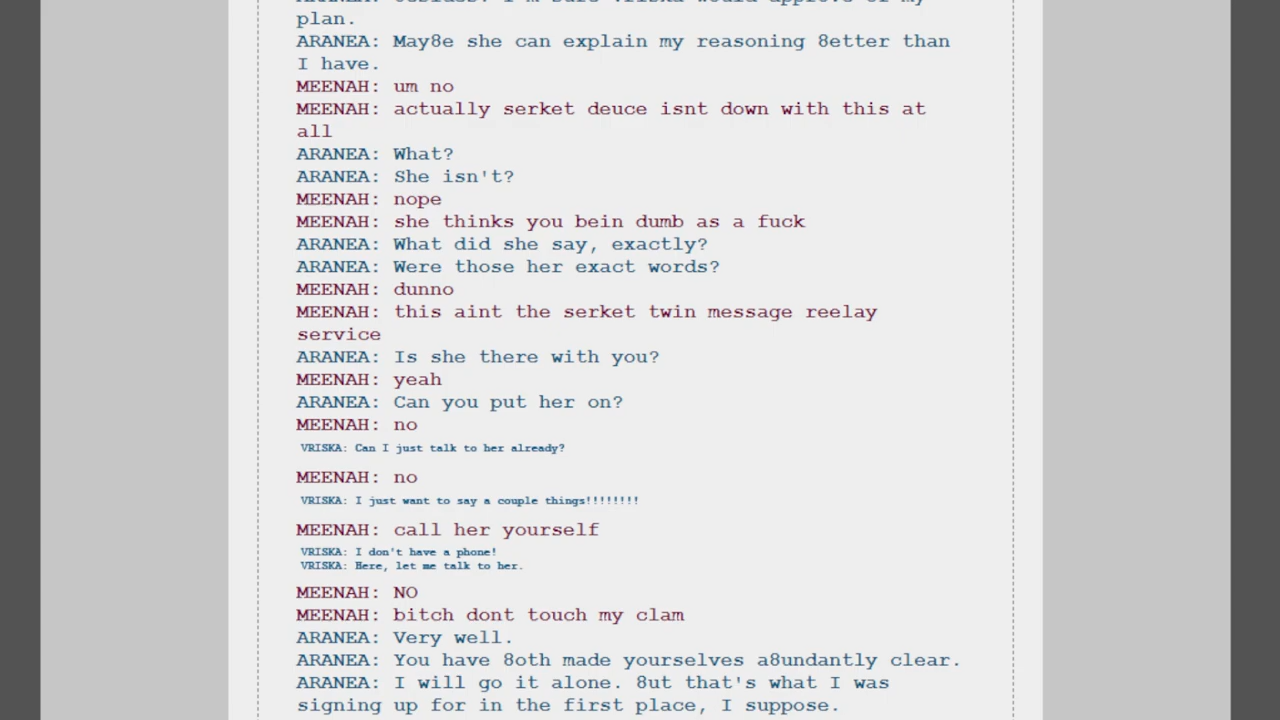 plan.
ARANEA: May8e she can explain my reasoning 8etter than
I have.
MEENAH: um no
MEENAH: actually serket deuce isnt down with this at
all
ARANEA: What?
ARANEA: She isn't?
MEENAH: nope
MEENAH: she thinks you bein dumb as a fuck
ARANEA: What did she say, exactly?
ARANEA: Were those her exact words?
MEENAH: dunno
MEENAH: this aint the serket twin message reelay
service
ARANEA: Is she there with you?
MEENAH: yeah
ARANEA: Can you put her on?
MEENAH: no
VRISKA: Can I just talk to her already?
MEENAH: no
VRISKA: I just want to say a couple things!!!!!!!!
MEENAH: call her yourself
VRISKA: I don't have a phone!
VRISKA: Here, let me talk to her.
MEENAH: NO
MEENAH: bitch dont touch my clam
ARANEA: Very well.
ARANEA: You have 8oth made yourselves a8undantly clear.
ARANEA: I will go it alone. 8ut that's what I was
signing up for in the first place, I suppose.